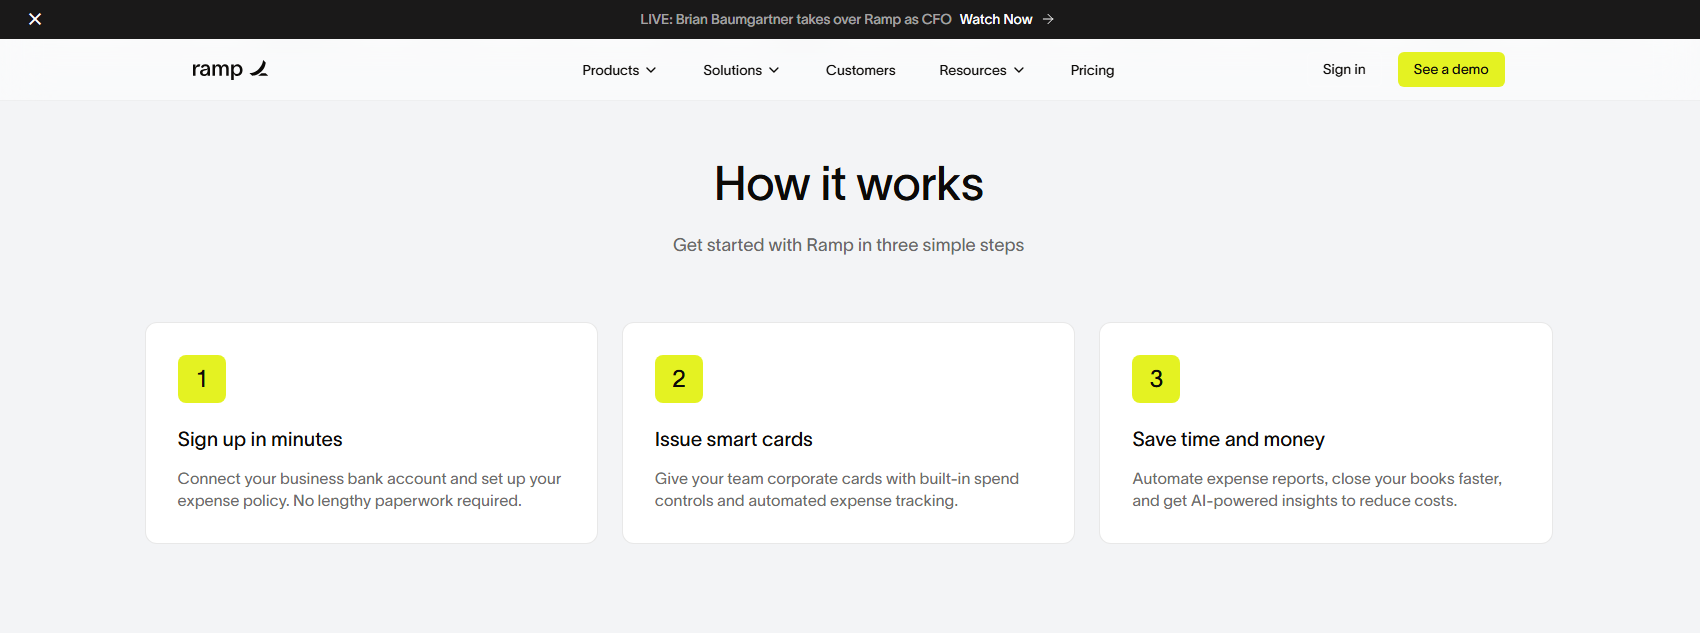 LIVE: Brian Baumgartner takes over Ramp as CFO Watch Now →
ramp
Products
Solutions
Customers
Resources
Pricing
Sign in
See a demo
How it works
Get started with Ramp in three simple steps
1
Sign up in minutes
Connect your business bank account and set up your
expense policy. No lengthy paperwork required.
2
Issue smart cards
Give your team corporate cards with built-in spend
controls and automated expense tracking.
3
Save time and money
Automate expense reports, close your books faster,
and get AI-powered insights to reduce costs.